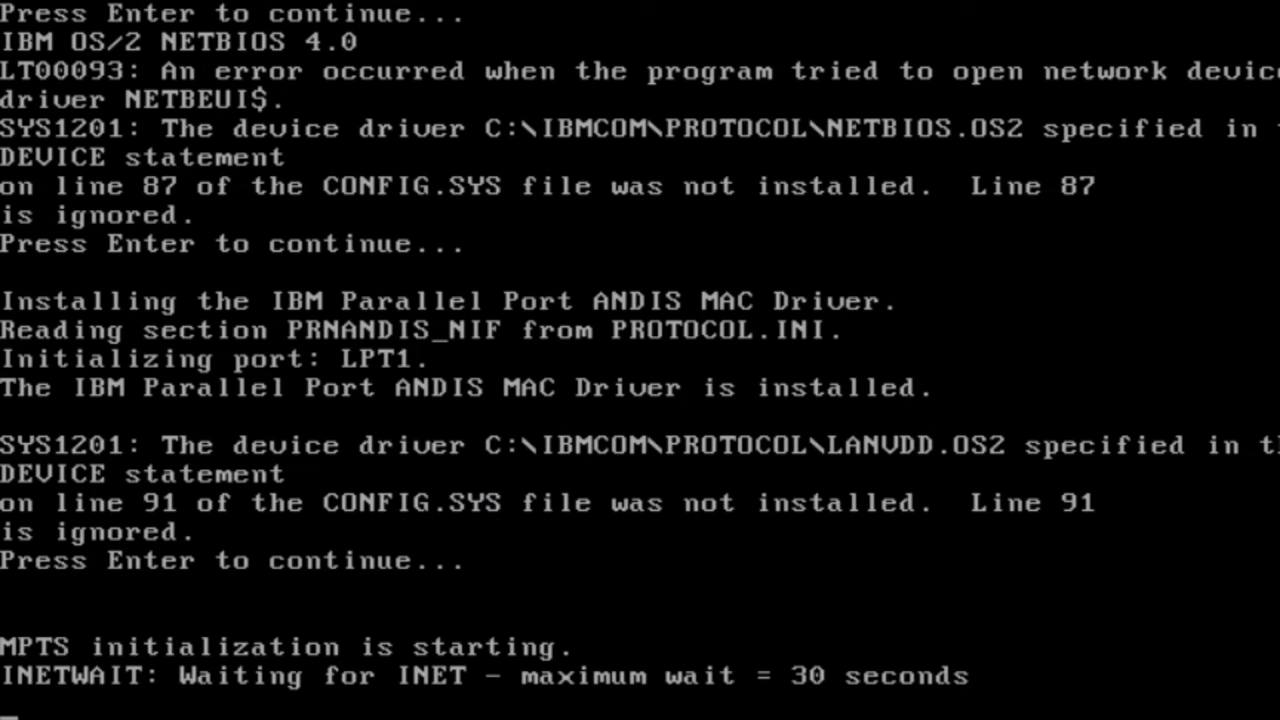 Press Enter to continue...
IBM OS/2 NETBIOS 4.0
LT00093: An error occurred when the program tried to open network devic
driver NETBEUI$.
SYS1201: The device driver C:\IBMCOM\PROTOCOL\NETBIOS.OS2 specified in
DEVICE statement
on line 87 of the CONFIG.SYS file was not installed.  Line 87
is ignored.
Press Enter to continue...
Installing the IBM Parallel Port ANDIS MAC Driver.
Reading section PRNANDIS_NIF from PROTOCOL.INI.
Initializing port: LPT1.
The IBM Parallel Port ANDIS MAC Driver is installed.
SYS1201: The device driver C:\IBMCOM\PROTOCOL\LANVDD.OS2 specified in th
DEVICE statement
on line 91 of the CONFIG.SYS file was not installed.  Line 91
is ignored.
Press Enter to continue...
MPTS initialization is starting.
INETWAIT: Waiting for INET - maximum wait = 30 seconds